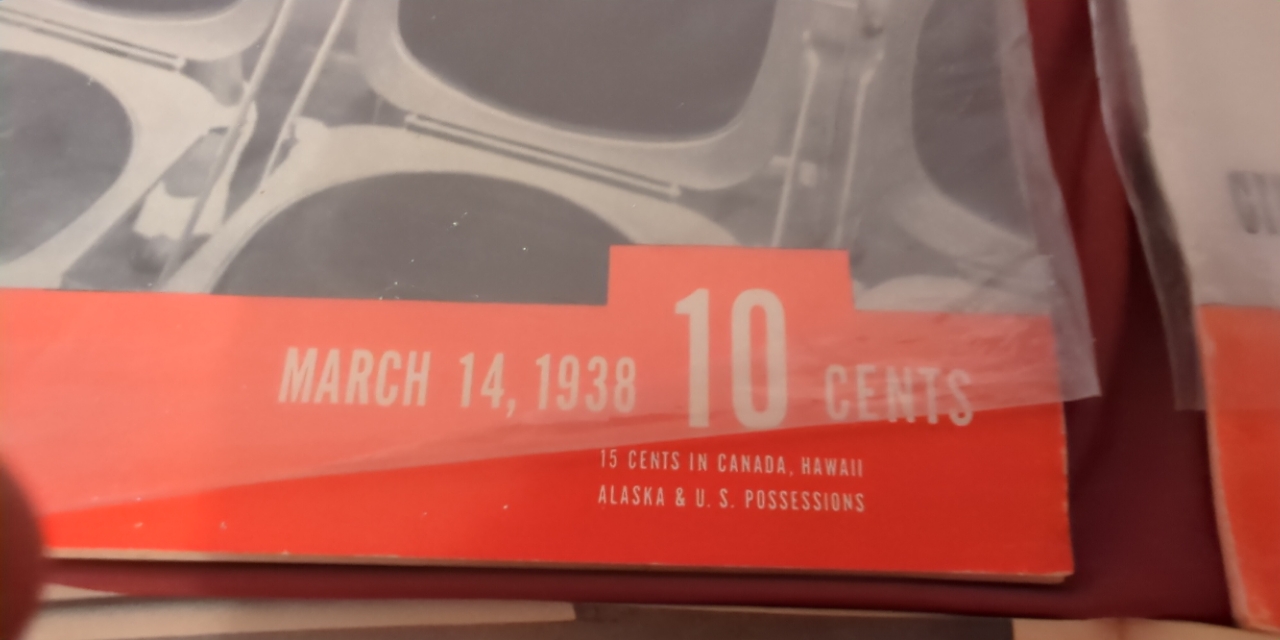 MARCH 14, 1938 10 CENTS
15 CENTS IN CANADA, HAWAII
ALASKA & U. S. POSSESSIONS